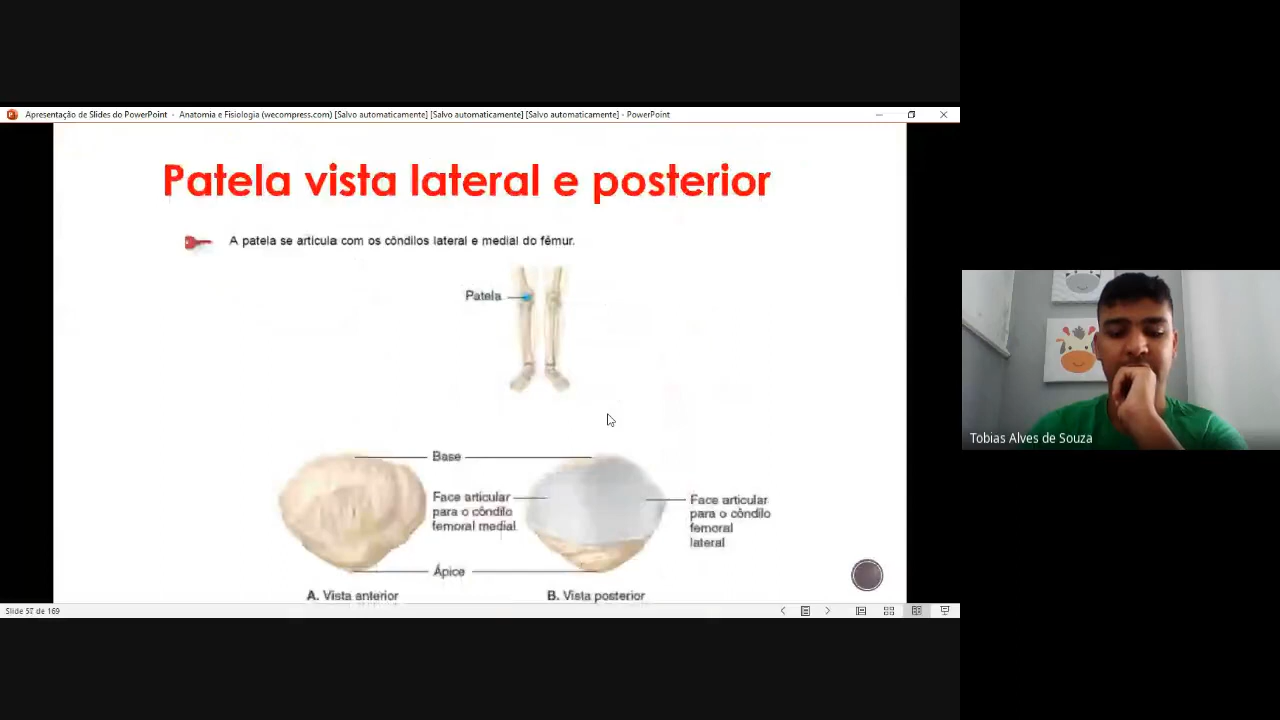 Apresentação de Slides do PowerPoint - Anatomia e Fisiologia (wecompress.com) [Salvo automaticamente] [Salvo automaticamente] [Salvo automaticamente] - PowerPoint
Patela vista lateral e posterior
A patela se articula com os côndilos lateral e medial do fêmur.
Patela
Base
Face articular
para o côndilo
femoral medial
Face articular
para o côndilo
femoral
lateral
Ápice
A. Vista anterior
B. Vista posterior
Slide 57 de 169
Tobias Alves de Souza